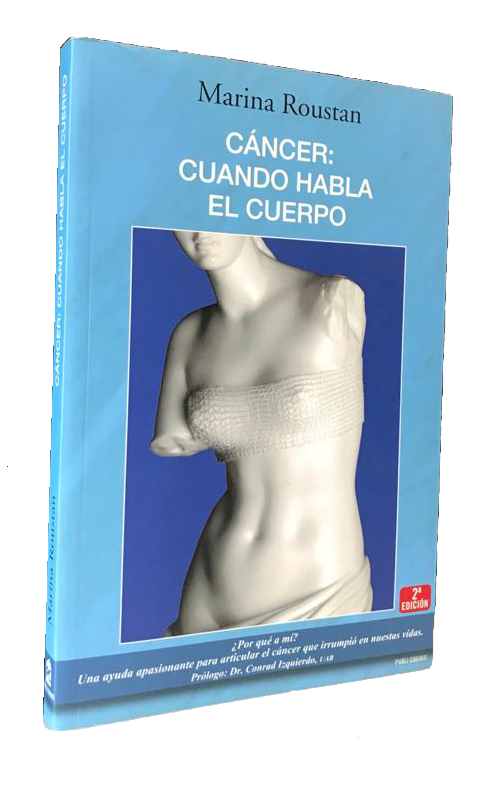 Marina Roustan
CÁNCER:
CUANDO HABLA
EL CUERPO
2ª
EDICIÓN
¿Por qué a mí?
Una ayuda apasionante para articular el cáncer que irrumpió en nuestas vidas.
Prólogo: Dr. Conrad Izquierdo, UAB
CÁNCER: CUANDO HABLA EL CUERPO
Marina Roustan